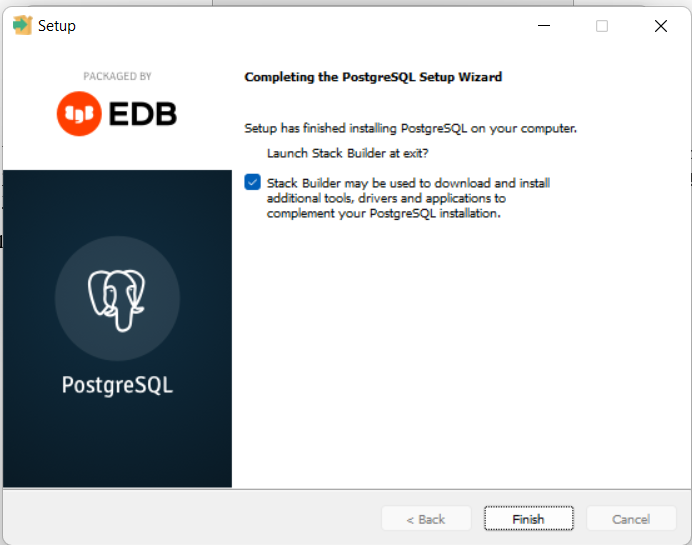 Setup
PACKAGED BY
EDB
PostgreSQL
Completing the PostgreSQL Setup Wizard
Setup has finished installing PostgreSQL on your computer.
Launch Stack Builder at exit?
Stack Builder may be used to download and install
additional tools, drivers and applications to
complement your PostgreSQL installation.
< Back
Finish
Cancel